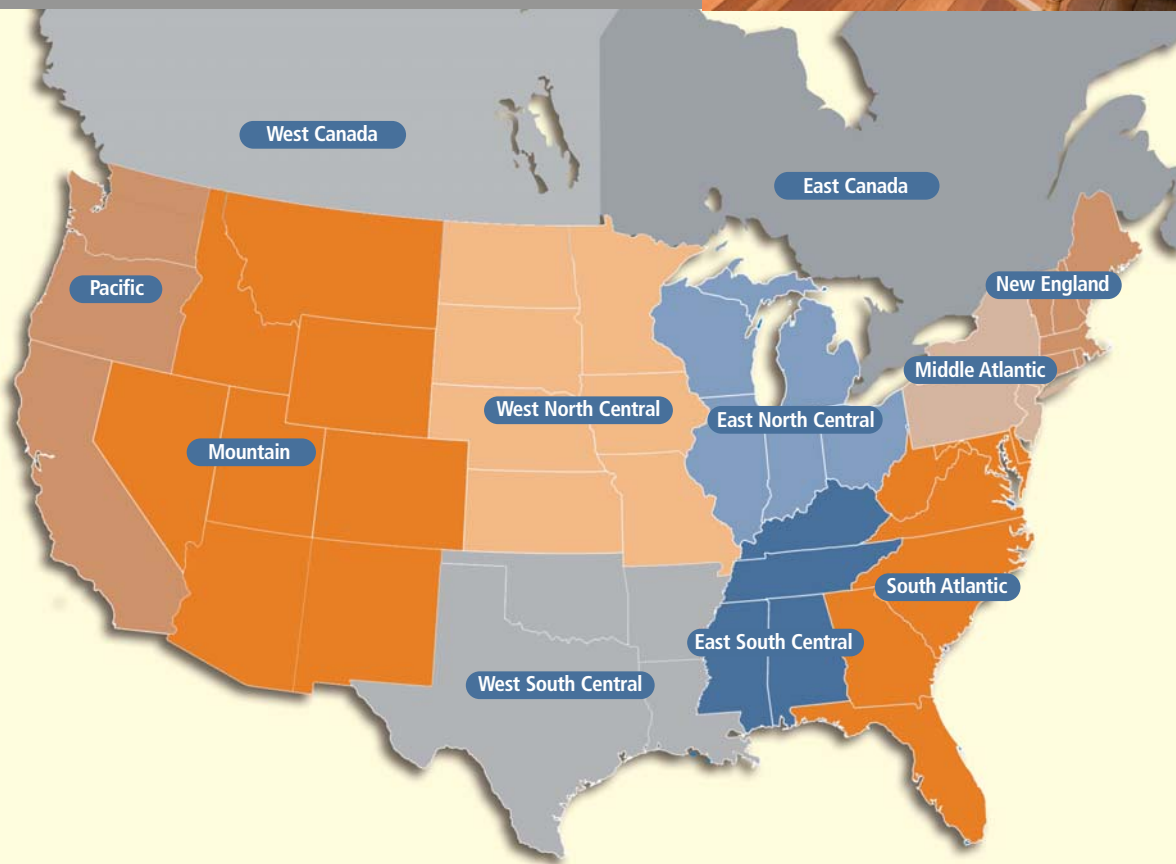 West Canada
East Canada
Pacific
New England
Middle Atlantic
West North Central
East North Central
Mountain
South Atlantic
East South Central
West South Central